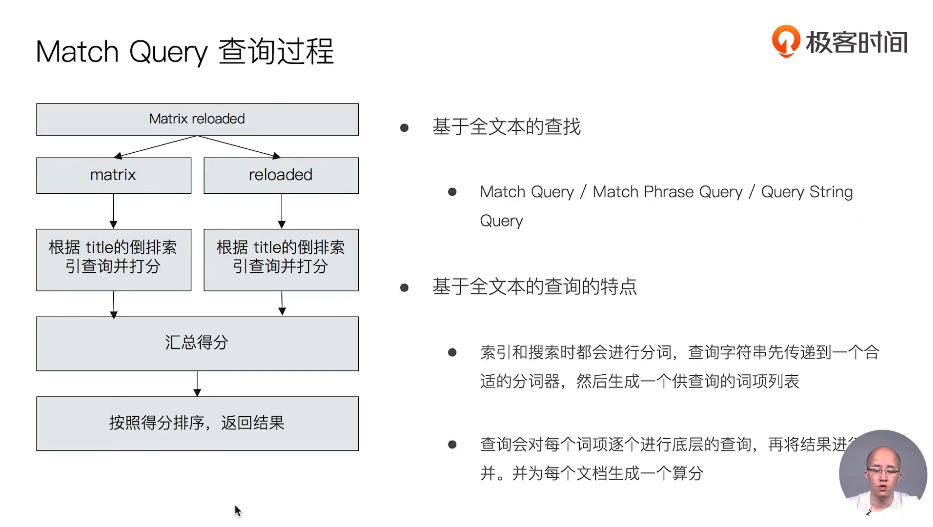 Match Query 查询过程
极客时间
Matrix reloaded
matrix
reloaded
根据 title的倒排索
引查询并打分
根据 title的倒排索
引查询并打分
汇总得分
按照得分排序，返回结果
基于全文本的查找
Match Query / Match Phrase Query / Query String
Query
基于全文本的查询的特点
索引和搜索时都会进行分词，查询字符串先传递到一个合
适的分词器，然后生成一个供查询的词项列表
查询会对每个词项逐个进行底层的查询，再将结果进
并。并为每个文档生成一个算分